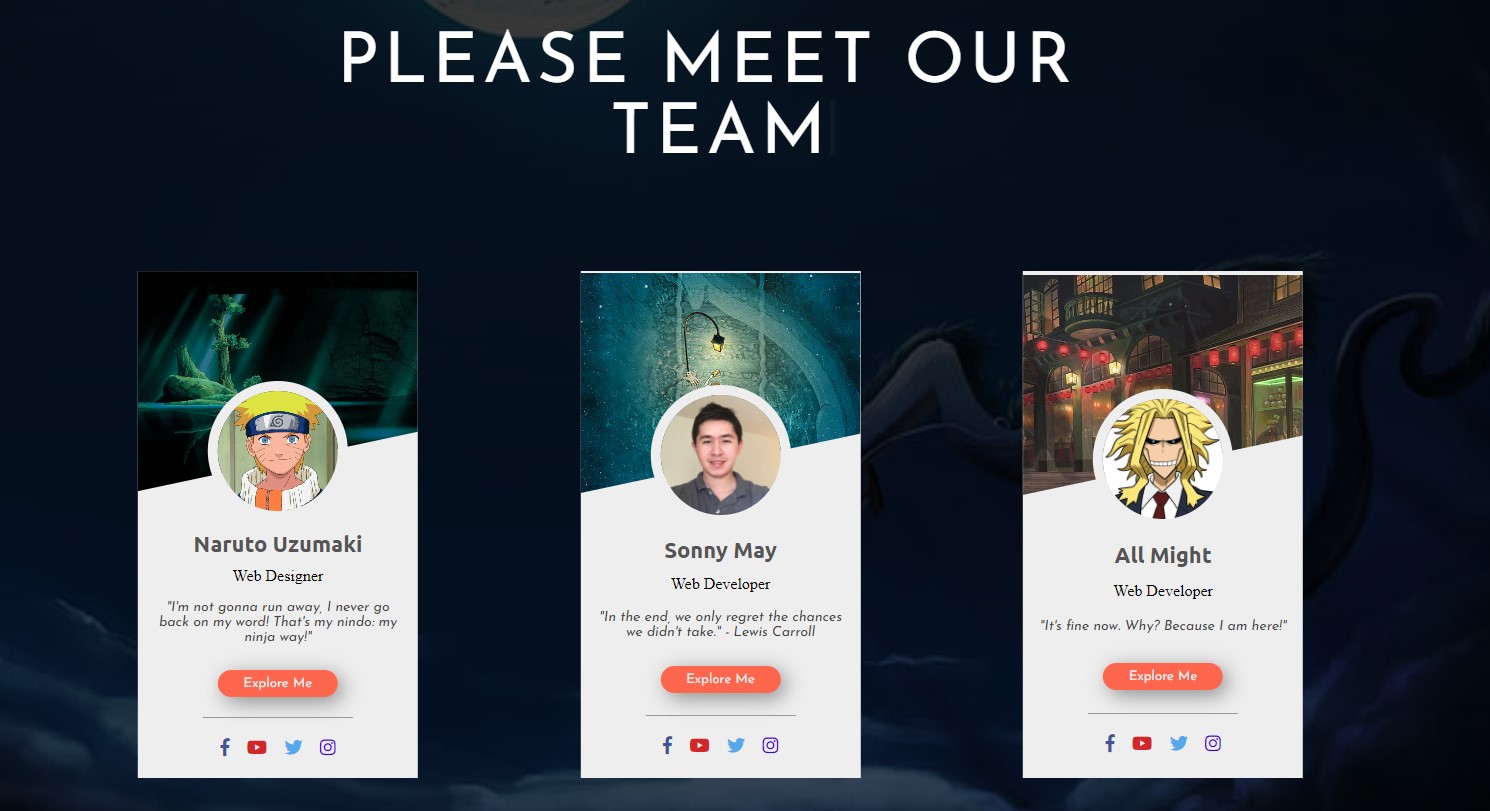 PLEASE MEET OUR
TEAM
Naruto Uzumaki
Web Designer
"I'm not gonna run away, I never go
back on my word! That's my nindo: my
ninja way!"
Explore Me
Sonny May
Web Developer
"In the end, we only regret the chances
we didn't take." - Lewis Carroll
Explore Me
All Might
Web Developer
"It's fine now. Why? Because I am here!"
Explore Me